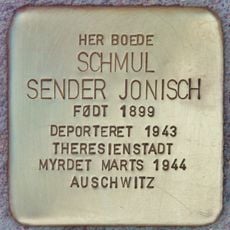 HER BOEDE
SCHMUL
SENDER JONISCH
FØDT 1899
DEPORTERET 1943
THERESIENSTADT
MYRDET MARTS 1944
AUSCHWITZ